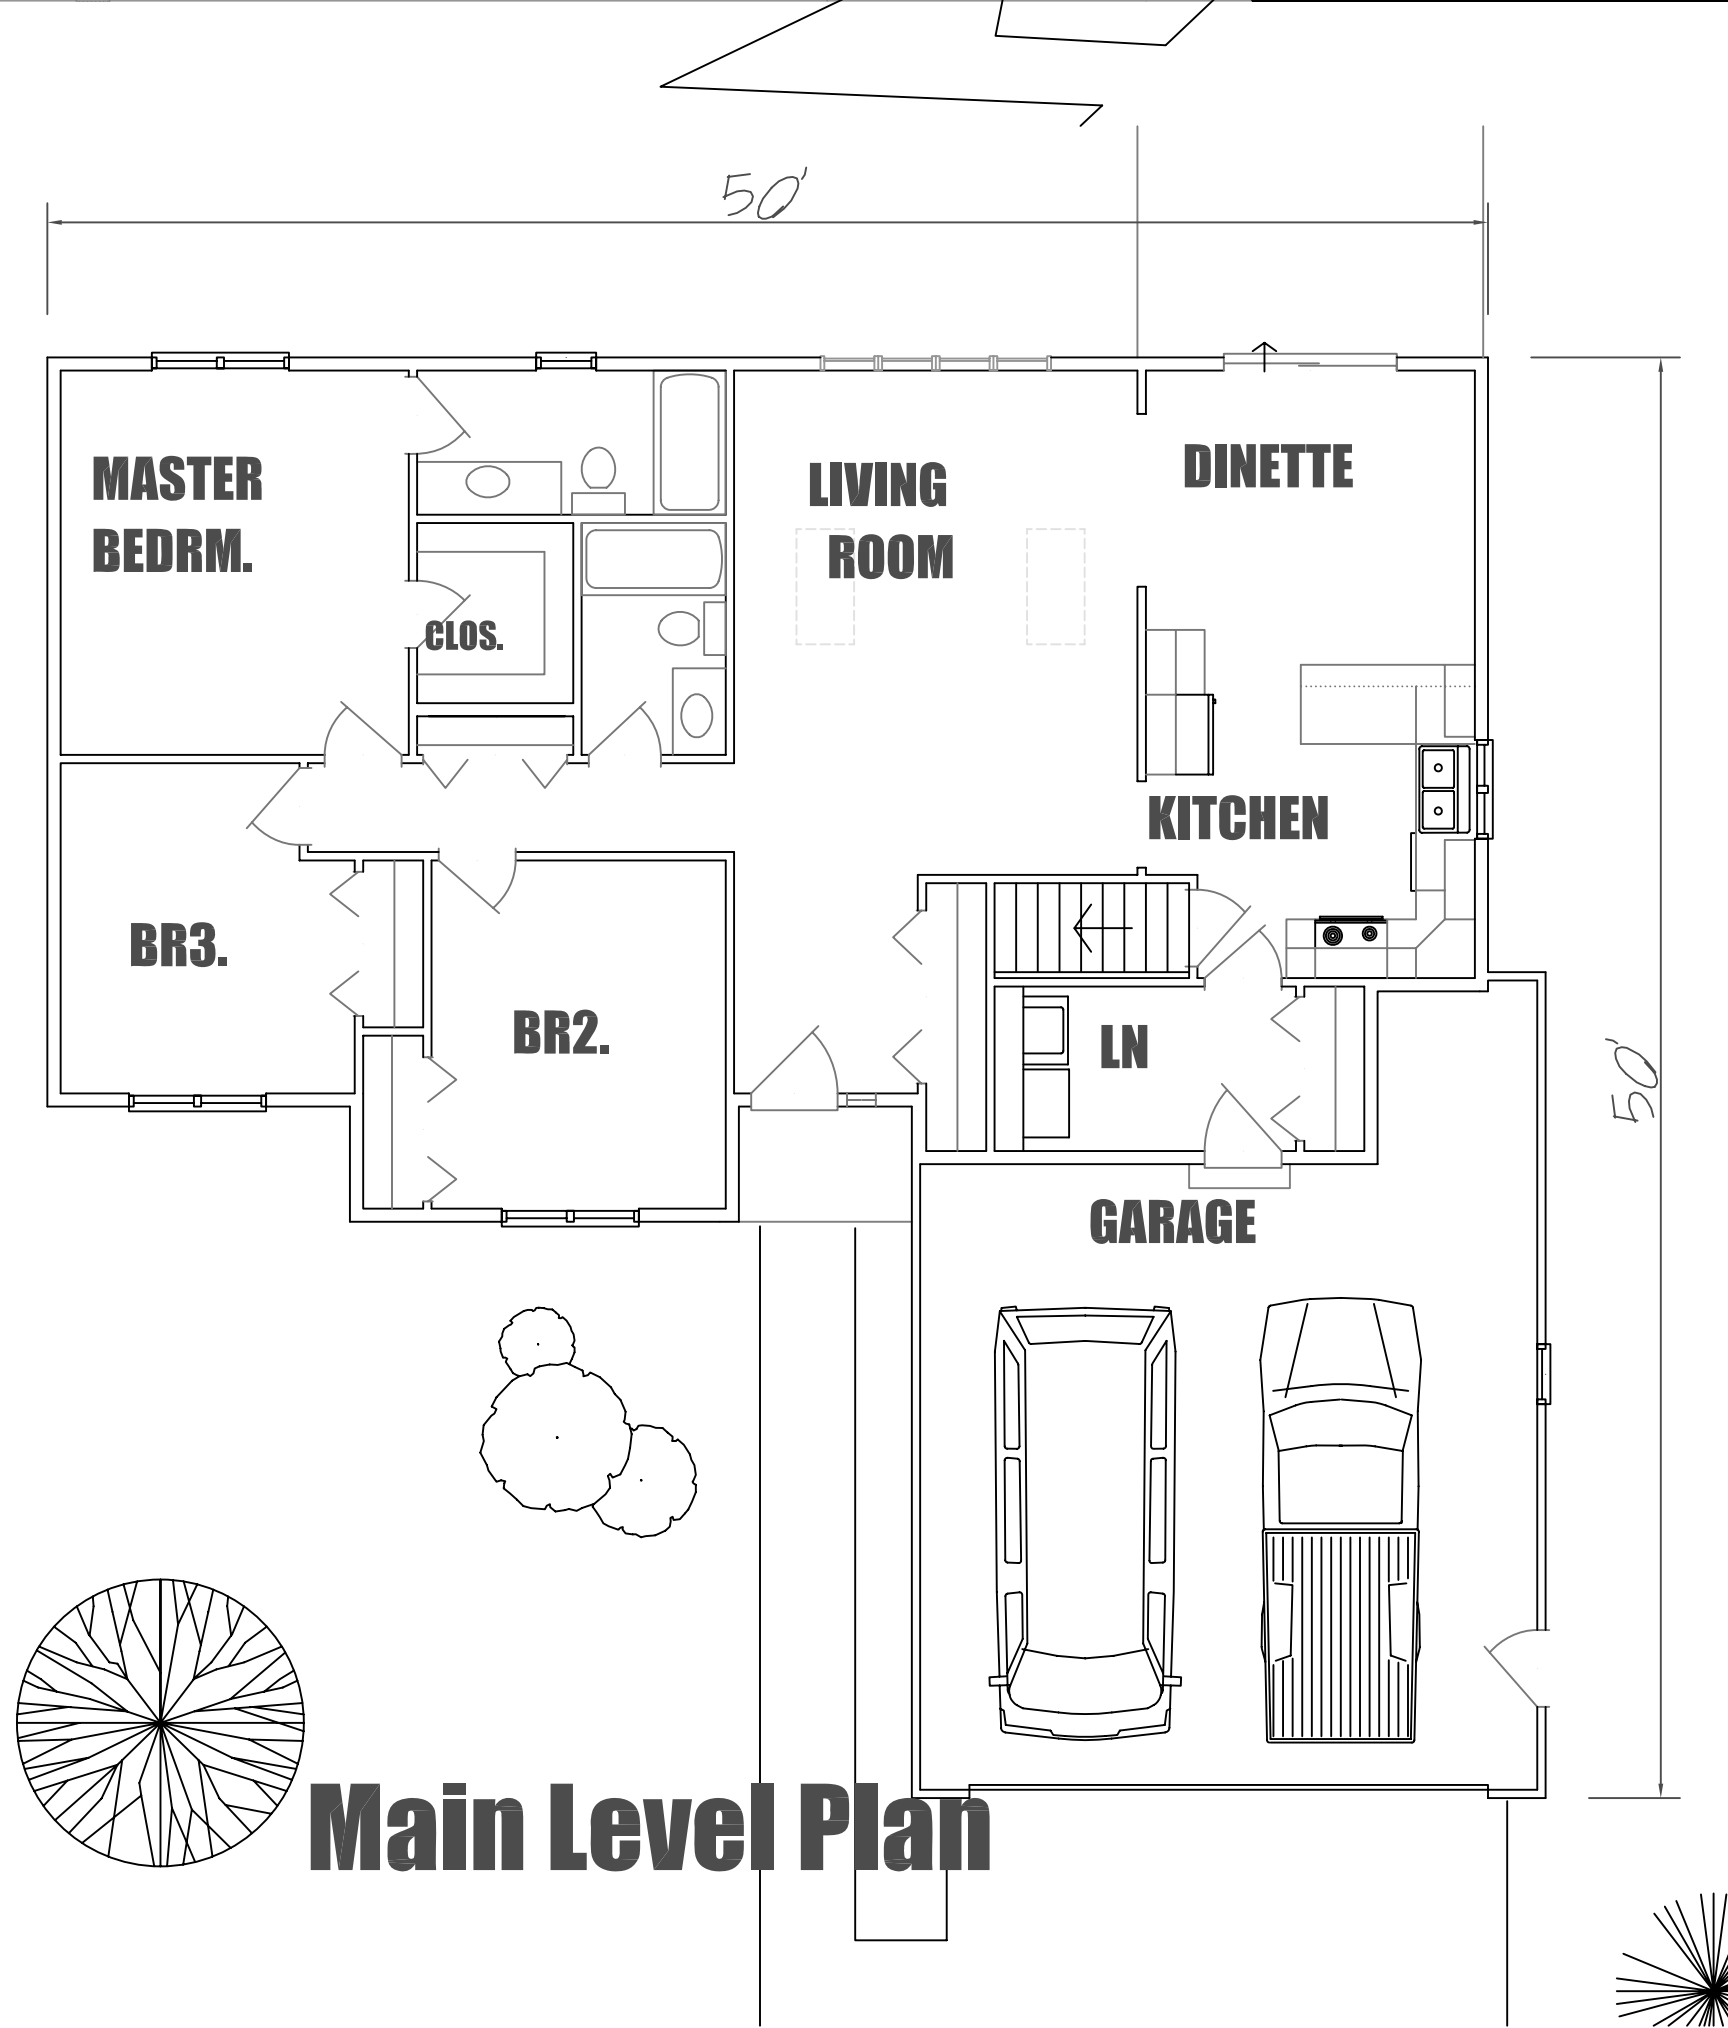 50'
MASTER
BEDRM.
LIVING
ROOM
DINETTE
CLOS.
KITCHEN
BR3.
BR2.
LN
50'
GARAGE
Main Level Plan